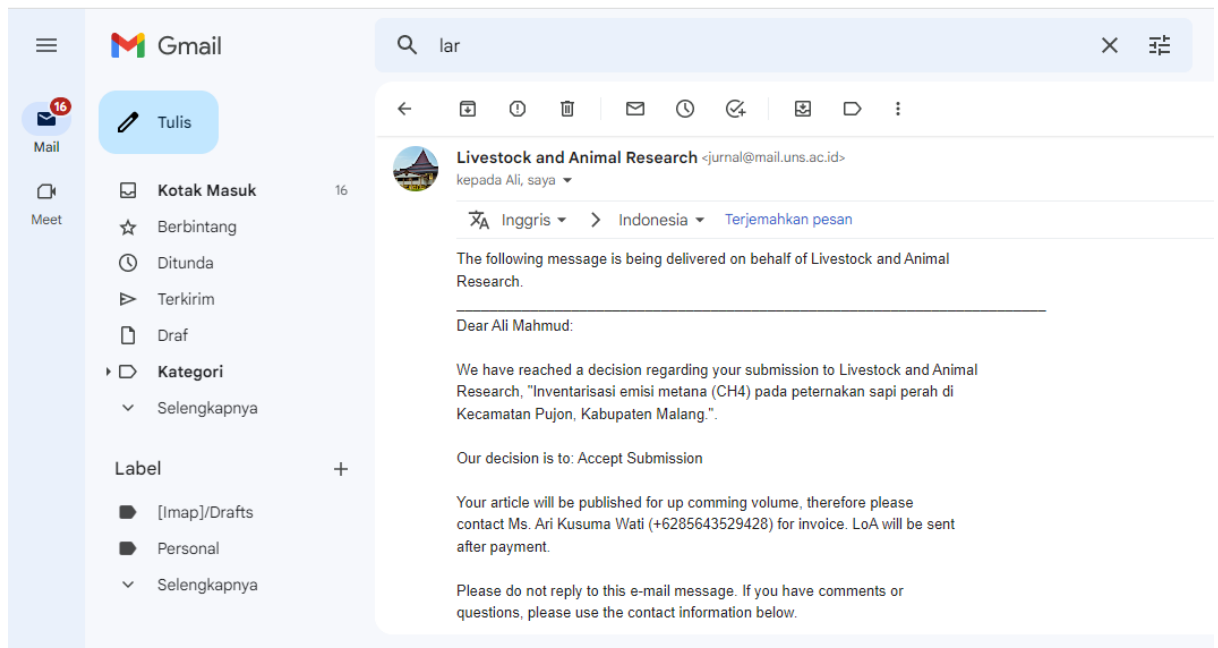 Gmail
lar
16
Mail
Meet
Tulis
Kotak Masuk 16
Berbintang
Ditunda
Terkirim
Draf
Kategori
Selengkapnya
Label +
[Imap]/Drafts
Personal
Selengkapnya
Livestock and Animal Research <jurnal@mail.uns.ac.id>
kepada Ali, saya
Inggris > Indonesia Terjemahkan pesan
The following message is being delivered on behalf of Livestock and Animal
Research.
Dear Ali Mahmud:
We have reached a decision regarding your submission to Livestock and Animal
Research, "Inventarisasi emisi metana (CH4) pada peternakan sapi perah di
Kecamatan Pujon, Kabupaten Malang.".
Our decision is to: Accept Submission
Your article will be published for up comming volume, therefore please
contact Ms. Ari Kusuma Wati (+6285643529428) for invoice. LoA will be sent
after payment.
Please do not reply to this e-mail message. If you have comments or
questions, please use the contact information below.